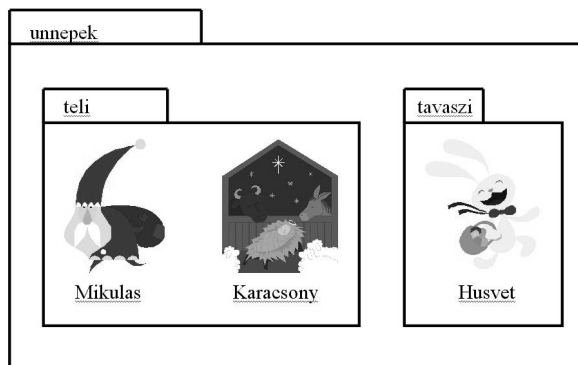 unnepek
teli
tavaszi
Mikulas
Karacsony
Husvet